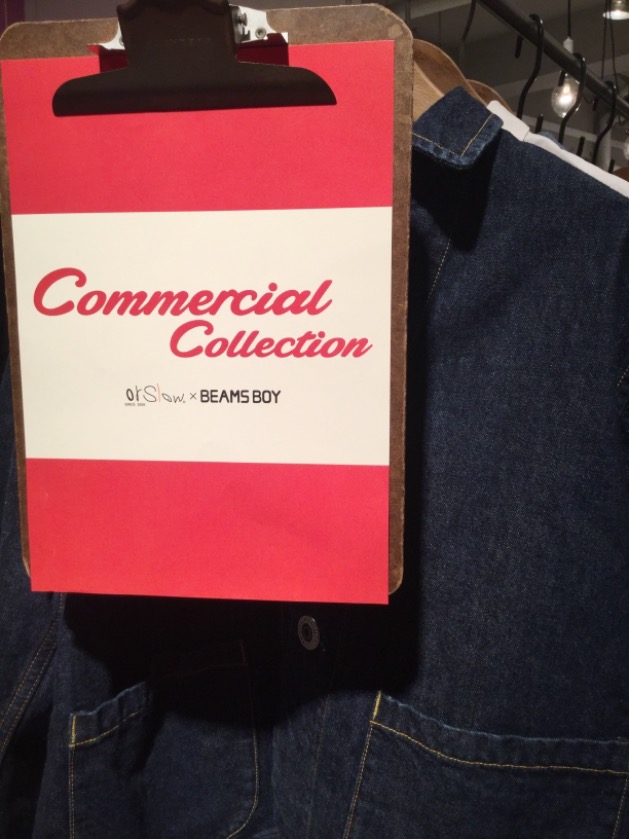 Commercial
Collection
orSlow. × BEAMS BOY